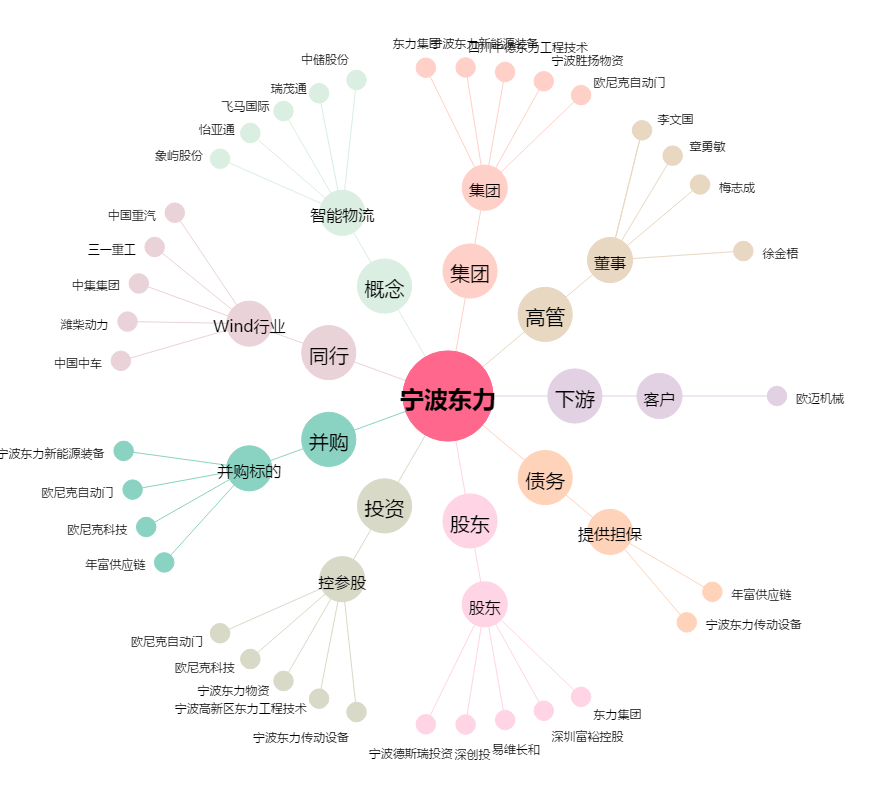 东力集团
宁波东力新能源装备
四川中德东力工程技术
宁波胜扬物资
欧尼克自动门
集团
集团
中储股份
瑞茂通
飞马国际
怡亚通
象屿股份
智能物流
概念
李文国
章勇敏
梅志成
徐金梧
董事
高管
中国重汽
三一重工
中集集团
潍柴动力
中国中车
Wind行业
同行
宁波东力
下游
客户
欧迈机械
并购
并购标的
宁波东力新能源装备
欧尼克自动门
欧尼克科技
年富供应链
债务
提供担保
年富供应链
宁波东力传动设备
投资
控参股
欧尼克自动门
欧尼克科技
宁波东力物资
宁波高新区东力工程技术
宁波东力传动设备
股东
股东
东力集团
深圳富裕控股
易维长和
深创投
宁波德斯瑞投资